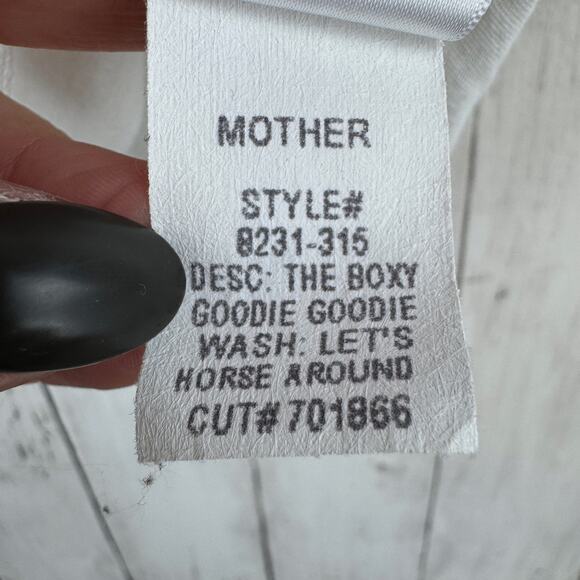 MOTHER
STYLE#
8231-315
DESC: THE BOXY
GOODIE GOODIE
WASH: LET'S
HORSE AROUND
CUT# 701866